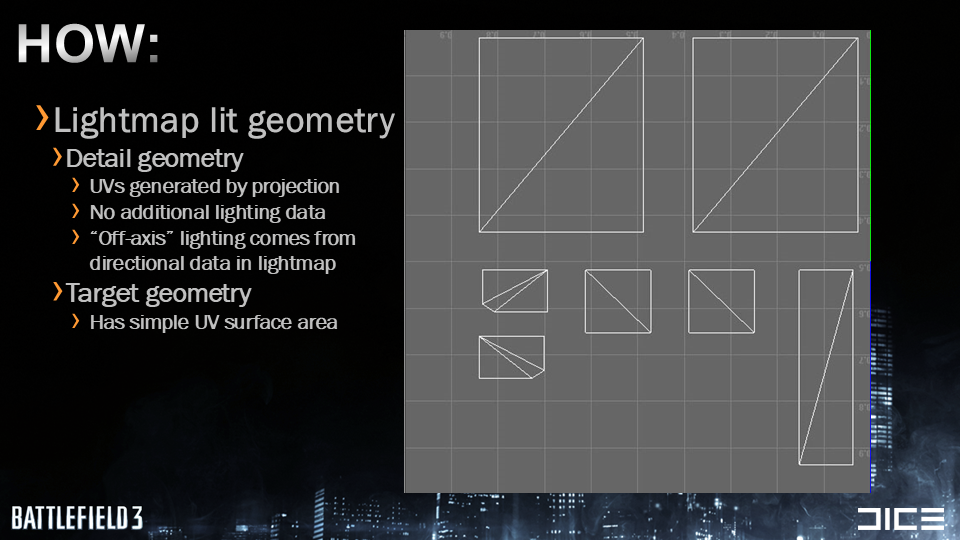 HOW:
Lightmap lit geometry
Detail geometry
UVs generated by projection
No additional lighting data
“Off-axis” lighting comes from
directional data in lightmap
Target geometry
Has simple UV surface area
BATTLEFIELD 3
DICE